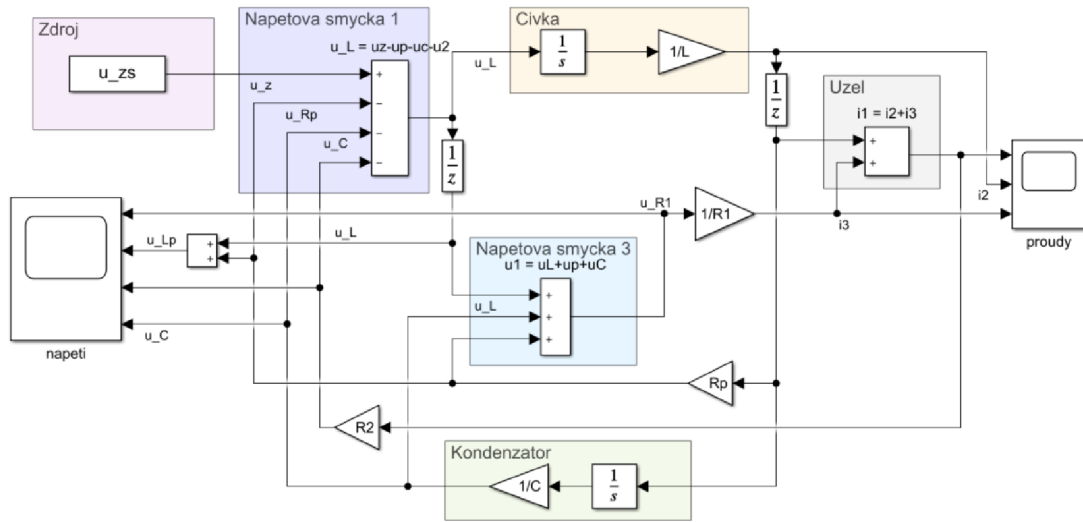 Zdroj
u_zs
u_z
Napetova smycka 1
u_L = uz-up-uc-u2
u_Rp
u_C
+
−
−
−
1
z
Civka
u_L
1
s
1/L
1
z
Uzel
i1 = i2+i3
+
+
i2
proudy
u_R1
1/R1
i3
u_Lp
+
+
u_L
u_C
napeti
Napetova smycka 3
u1 = uL+up+uC
u_L
+
+
+
Rp
R2
Kondenzator
1/C
1
s